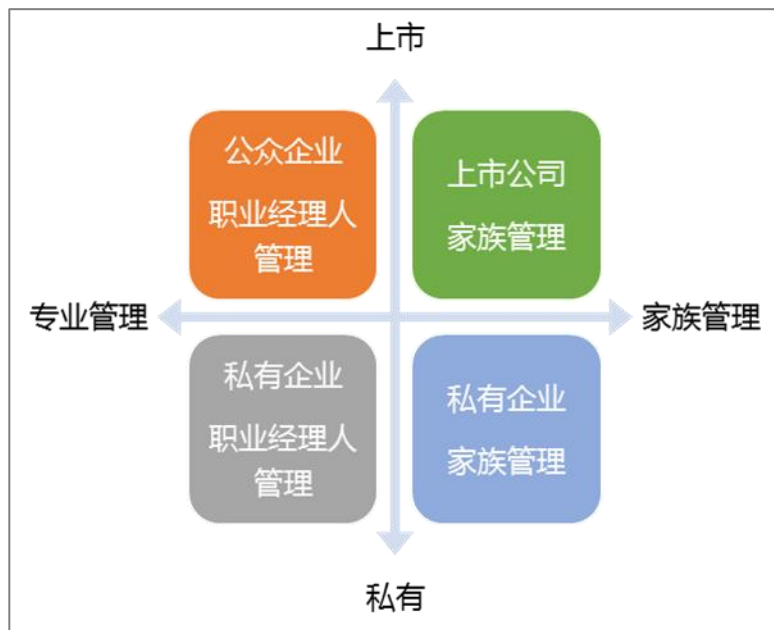 上市
公众企业
职业经理人
管理
上市公司
家族管理
专业管理
家族管理
私有企业
职业经理人
管理
私有企业
家族管理
私有